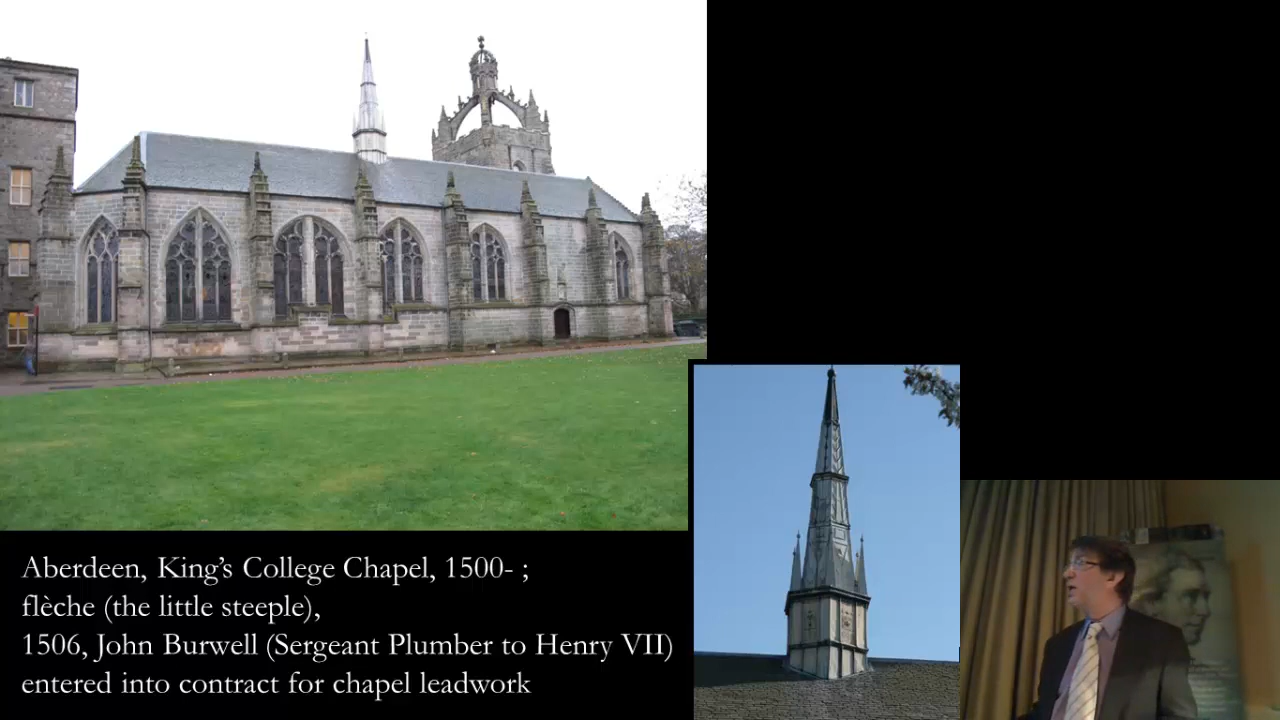 Aberdeen, King's College Chapel, 1500- ;
flèche (the little steeple),
1506, John Burwell (Sergeant Plumber to Henry VII)
entered into contract for chapel leadwork